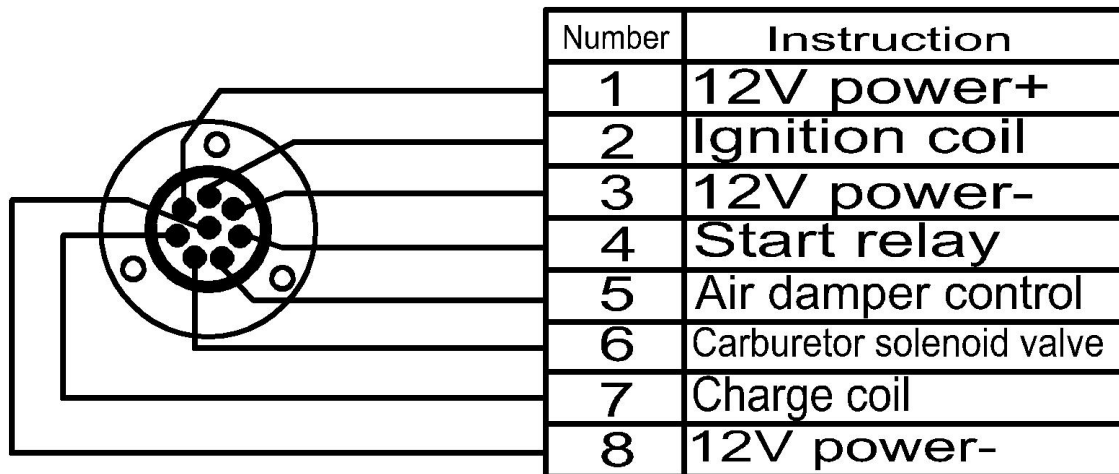 Number Instruction
1 12V power+
2 Ignition coil
3 12V power-
4 Start relay
5 Air damper control
6 Carburetor solenoid valve
7 Charge coil
8 12V power-